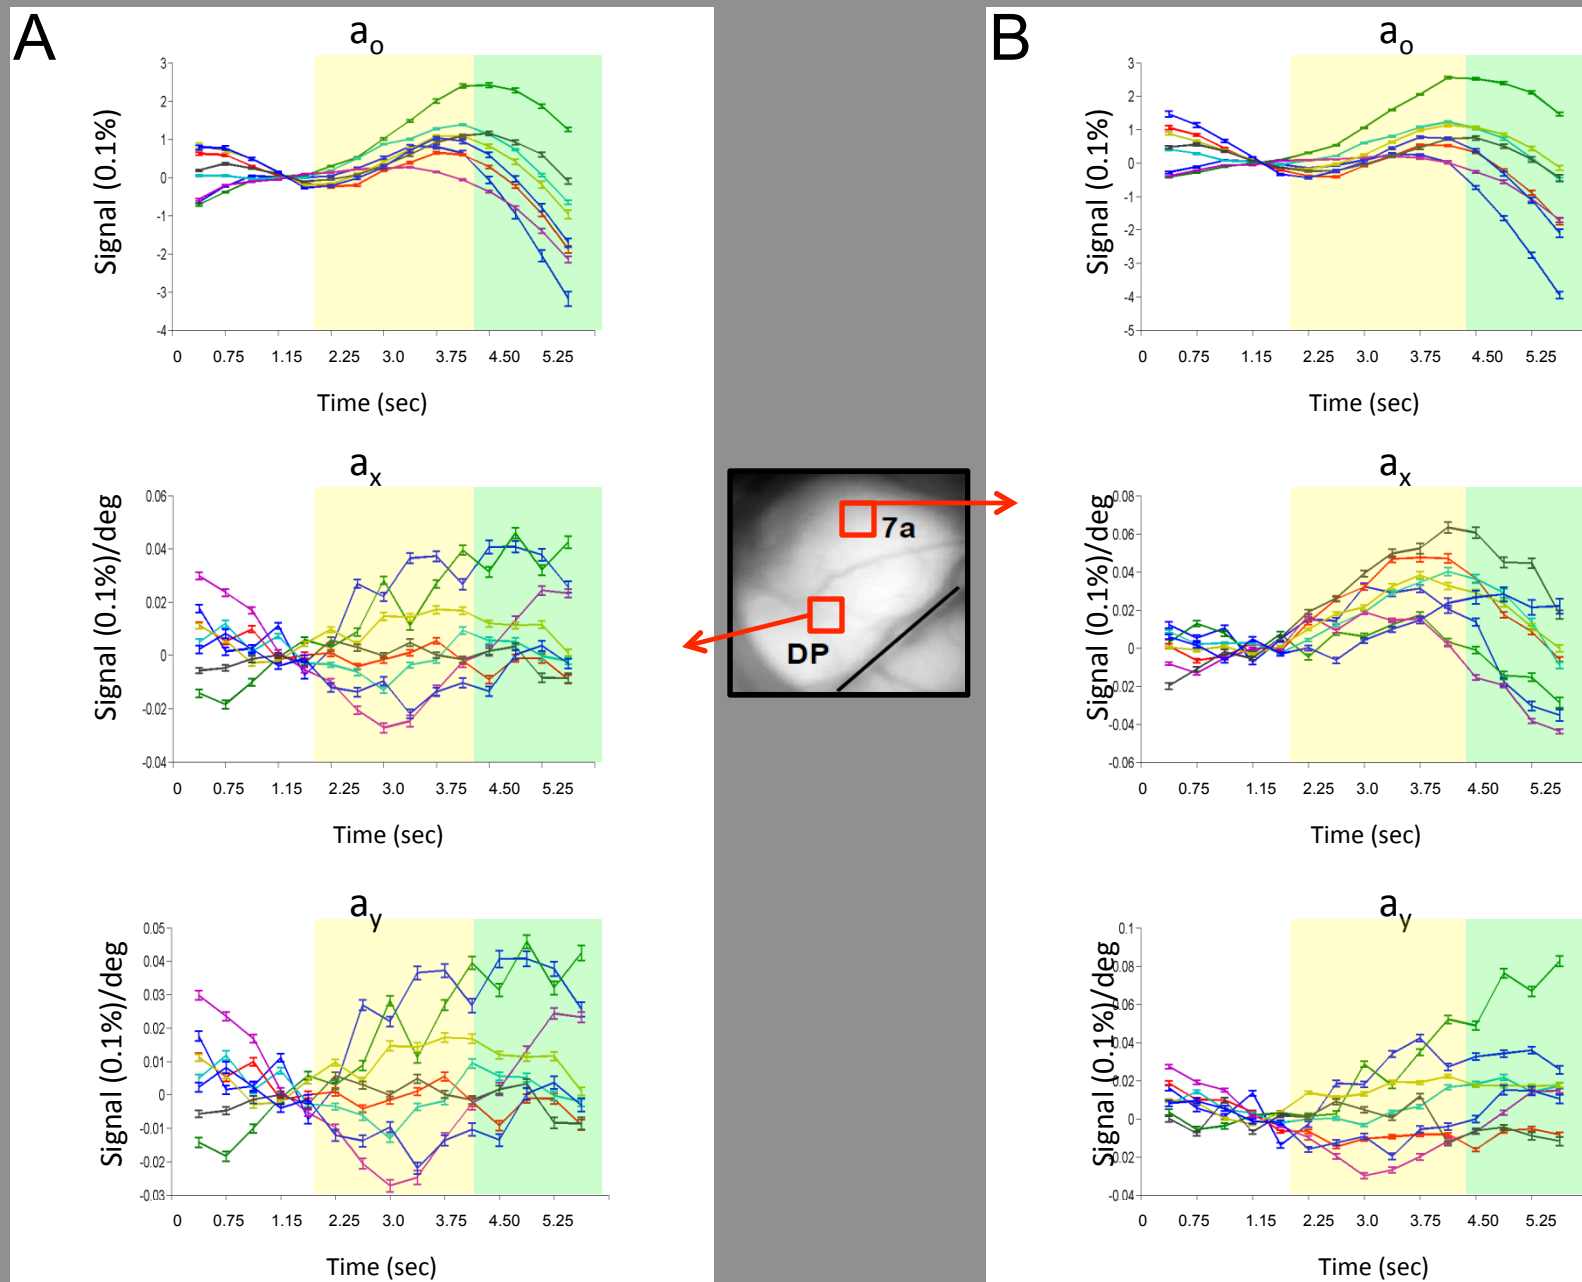 A
a₀
Signal (0.1%)
3
2
1
0
-1
-2
-3
-4
0 0.75 1.15 2.25 3.0 3.75 4.50 5.25
Time (sec)
aₓ
Signal (0.1%)/deg
0.06
0.04
0.02
0
-0.02
-0.04
0 0.75 1.15 2.25 3.0 3.75 4.50 5.25
Time (sec)
a_y
Signal (0.1%)/deg
0.05
0.04
0.03
0.02
0.01
0
-0.01
-0.02
-0.03
0 0.75 1.15 2.25 3.0 3.75 4.50 5.25
Time (sec)
7a
DP
B
a₀
Signal (0.1%)
3
2
1
0
-1
-2
-3
-4
-5
0 0.75 1.15 2.25 3.0 3.75 4.50 5.25
Time (sec)
aₓ
Signal (0.1%)/deg
0.08
0.06
0.04
0.02
0
-0.02
-0.04
-0.06
0 0.75 1.15 2.25 3.0 3.75 4.50 5.25
Time (sec)
a_y
Signal (0.1%)/deg
0.1
0.08
0.06
0.04
0.02
0
-0.02
-0.04
0 0.75 1.15 2.25 3.0 3.75 4.50 5.25
Time (sec)